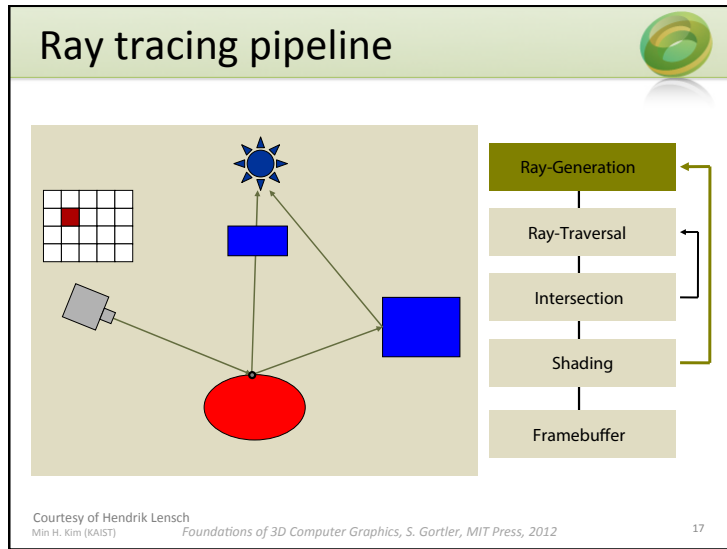 Ray tracing pipeline
Ray-Generation
Ray-Traversal
Intersection
Shading
Framebuffer
Courtesy of Hendrik Lensch
Min H. Kim (KAIST)
Foundations of 3D Computer Graphics, S. Gortler, MIT Press, 2012
17